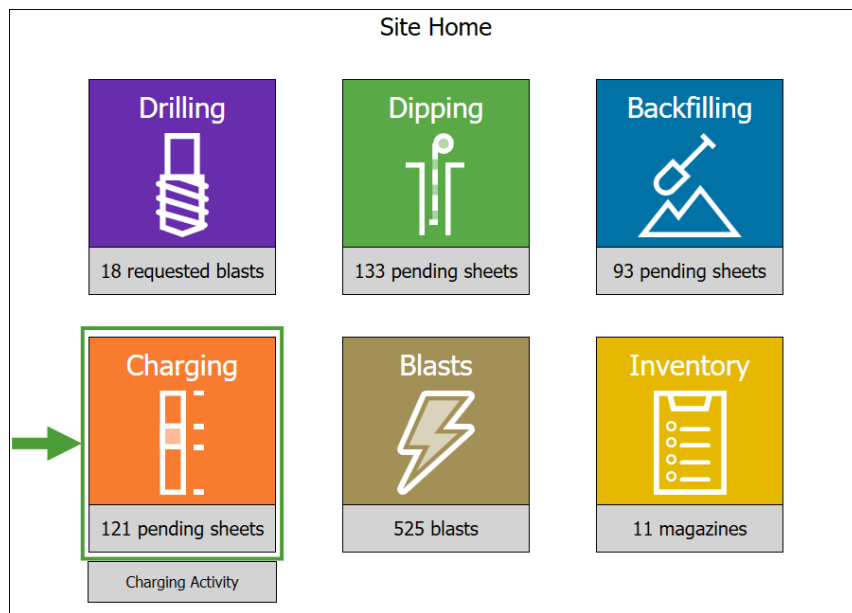 Site Home
Drilling
18 requested blasts
Dipping
133 pending sheets
Backfilling
93 pending sheets
Charging
121 pending sheets
Charging Activity
Blasts
525 blasts
Inventory
11 magazines